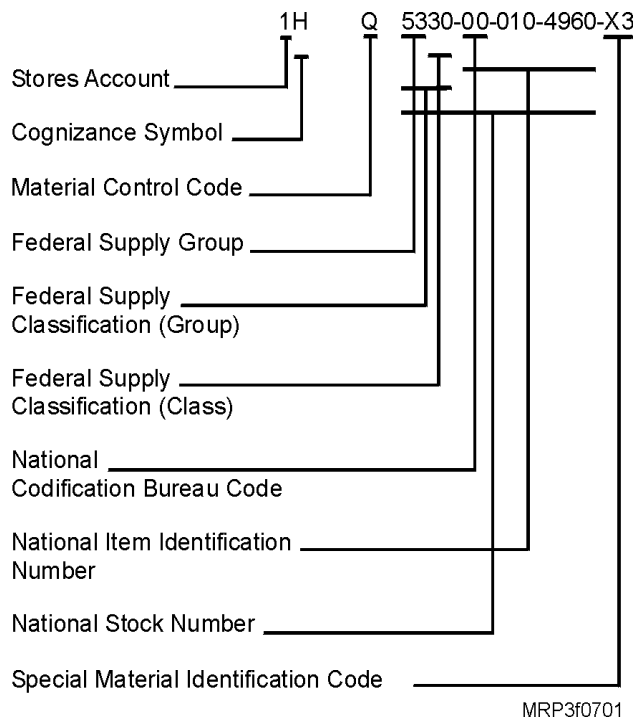 1H Q 5330-00-010-4960-X3
Stores Account
Cognizance Symbol
Material Control Code
Federal Supply Group
Federal Supply
Classification (Group)
Federal Supply
Classification (Class)
National
Codification Bureau Code
National Item Identification
Number
National Stock Number
Special Material Identification Code
MRP3f0701